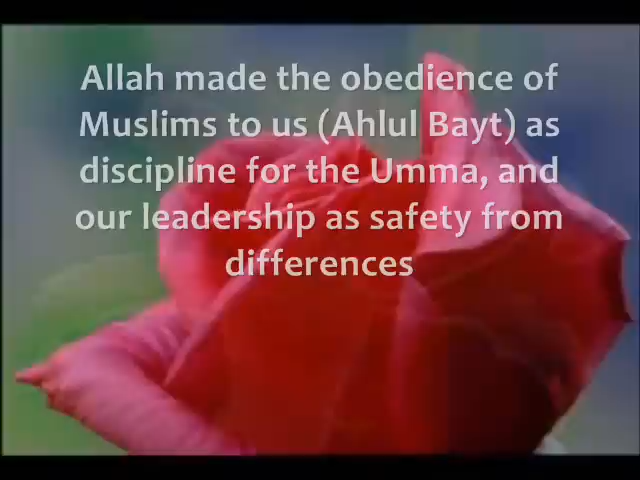 Allah made the obedience of
Muslims to us (Ahlul Bayt) as
discipline for the Umma, and
our leadership as safety from
differences